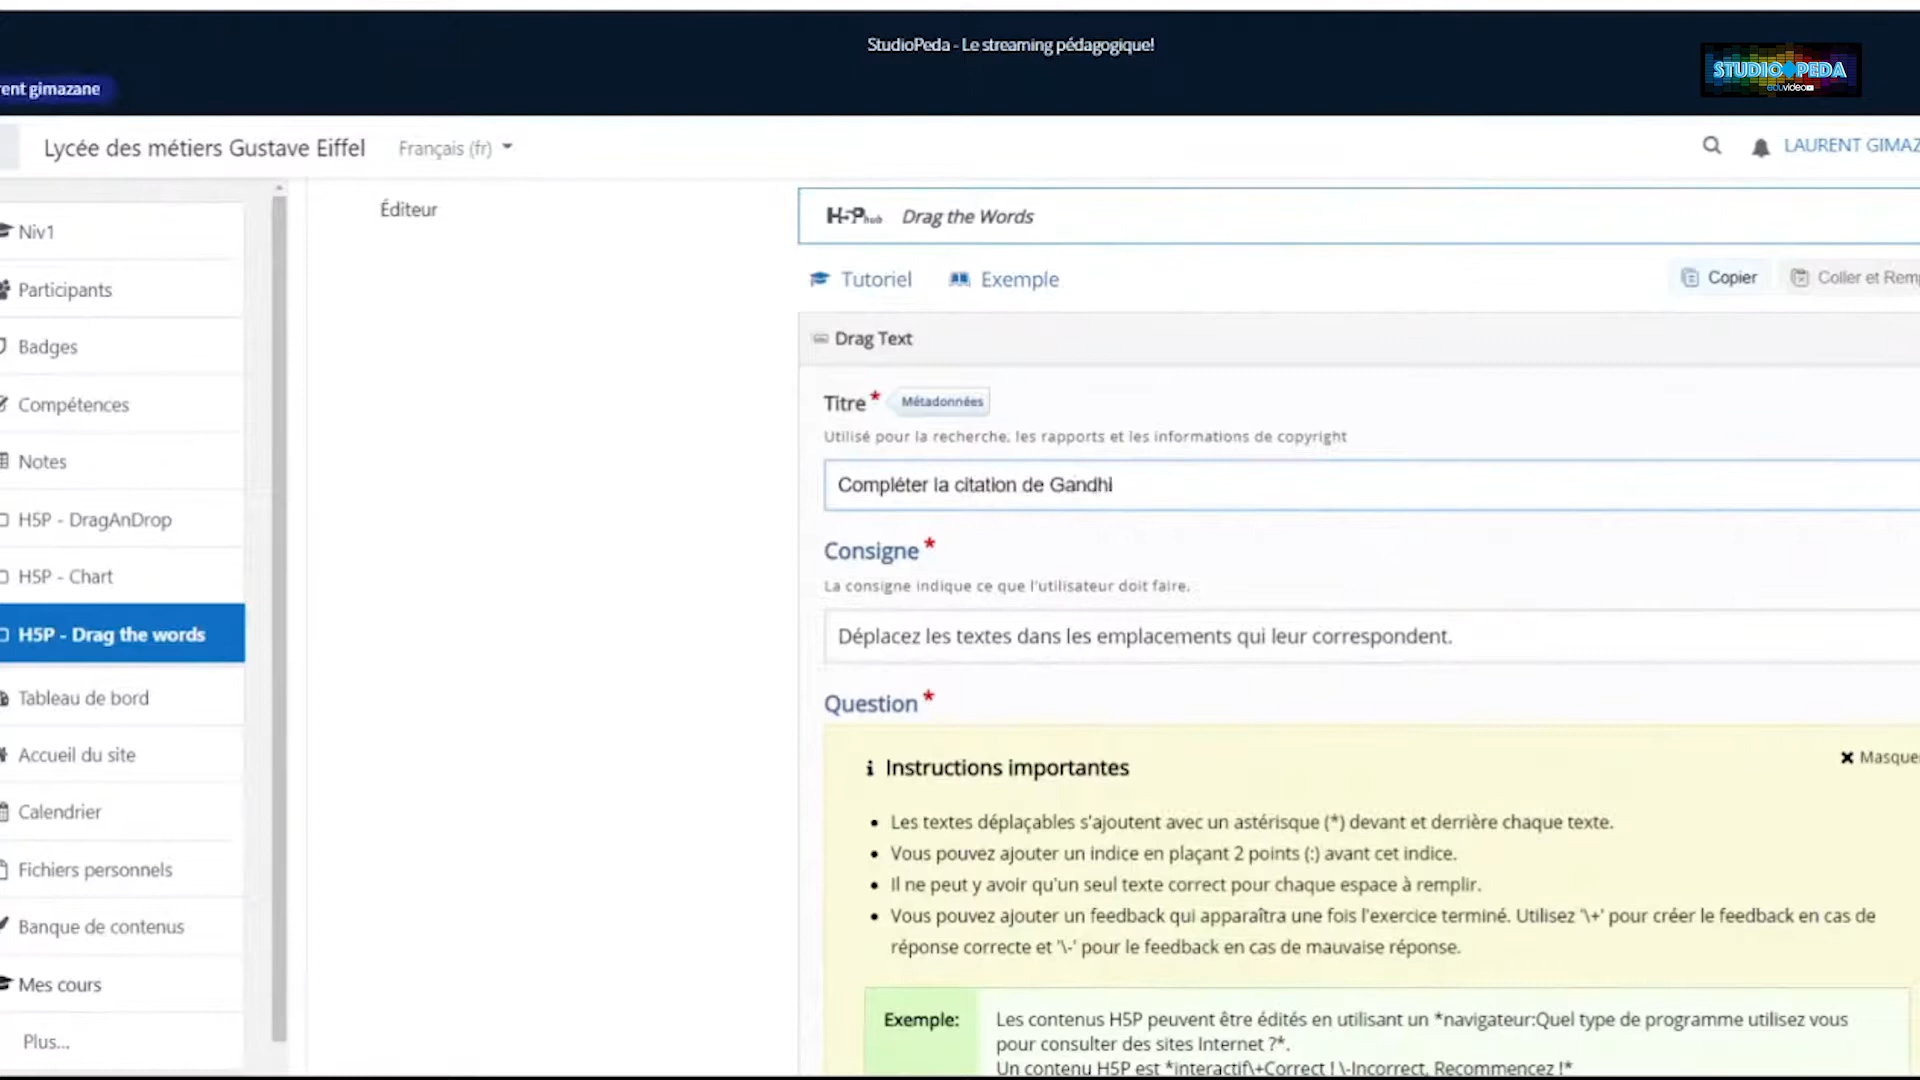 StudioPeda - Le streaming pédagogique!
STUDIO PEDA
eduvideo
rent gimazane
Lycée des métiers Gustave Eiffel
Français (fr)
LAURENT GIMAZ
Niv1
Participants
Badges
Compétences
Notes
H5P - DragAnDrop
H5P - Chart
H5P - Drag the words
Tableau de bord
Accueil du site
Calendrier
Fichiers personnels
Banque de contenus
Mes cours
Plus...
Éditeur
H5P hub Drag the Words
Tutoriel Exemple
Copier Coller et Remp
Drag Text
Titre * Métadonnées
Utilisé pour la recherche, les rapports et les informations de copyright
Compléter la citation de Gandhi
Consigne *
La consigne indique ce que l'utilisateur doit faire.
Déplacez les textes dans les emplacements qui leur correspondent.
Question *
Instructions importantes
Masquer
• Les textes déplaçables s'ajoutent avec un astérisque (*) devant et derrière chaque texte.
• Vous pouvez ajouter un indice en plaçant 2 points (:) avant cet indice.
• Il ne peut y avoir qu'un seul texte correct pour chaque espace à remplir.
• Vous pouvez ajouter un feedback qui apparaîtra une fois l'exercice terminé. Utilisez '\+' pour créer le feedback en cas de
réponse correcte et '\-' pour le feedback en cas de mauvaise réponse.
Exemple:
Les contenus H5P peuvent être édités en utilisant un *navigateur:Quel type de programme utilisez vous
pour consulter des sites Internet ?*.
Un contenu H5P est *interactif\+Correct ! \-Incorrect, Recommencez !*